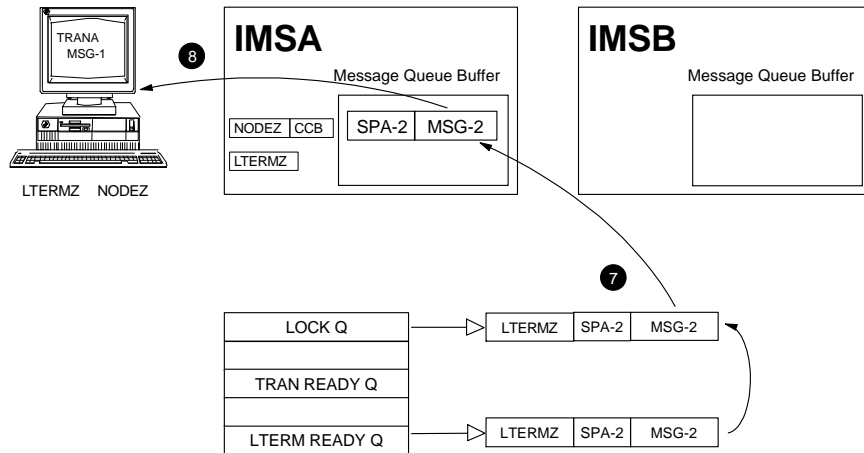 TRANA
MSG-1
LTERMZ NODEZ
8
IMSA
Message Queue Buffer
NODEZ CCB
SPA-2 MSG-2
LTERMZ
IMSB
Message Queue Buffer
7
LOCK Q
LTERMZ SPA-2 MSG-2
TRAN READY Q
LTERM READY Q
LTERMZ SPA-2 MSG-2